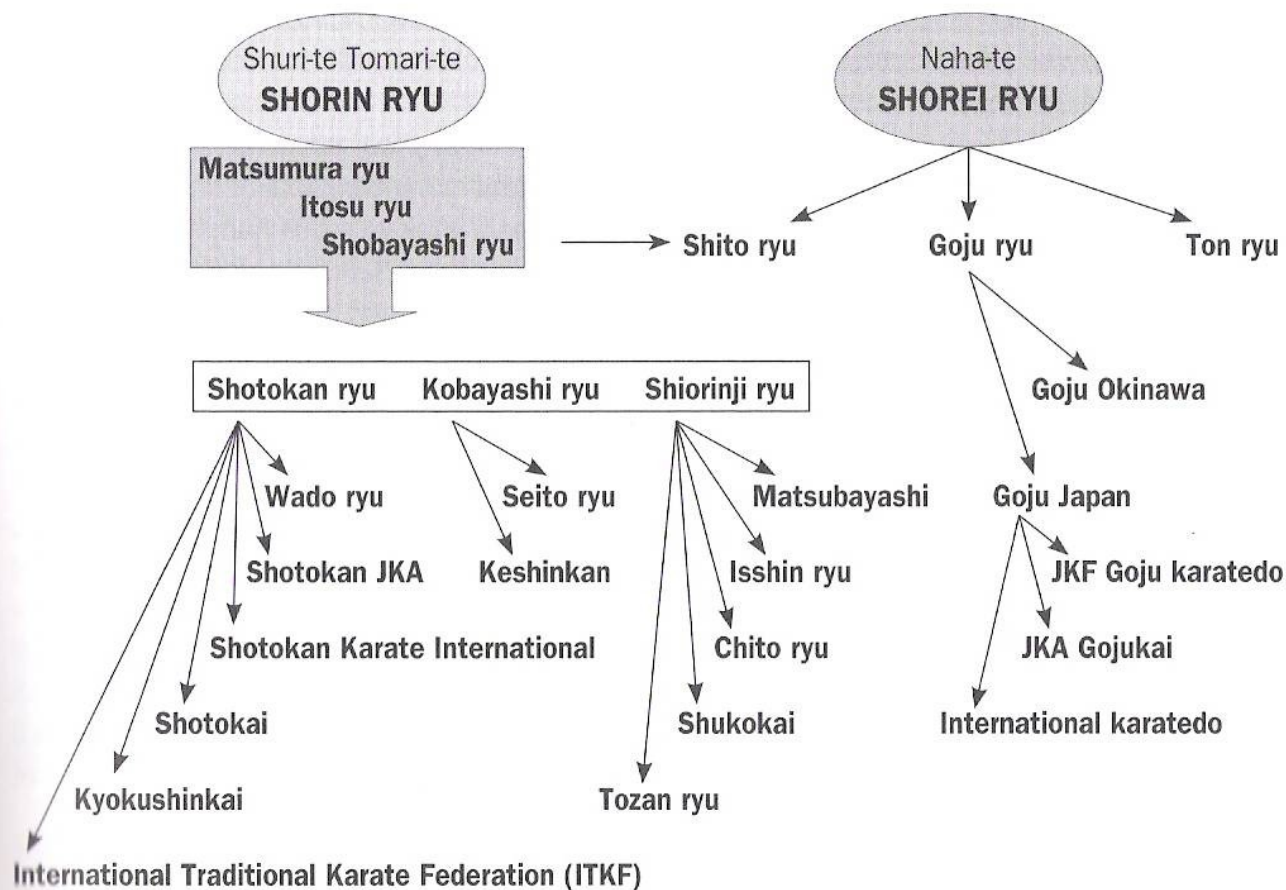 Shuri-te Tomari-te
SHORIN RYU
Naha-te
SHOREI RYU
Matsumura ryu
Itosu ryu
Shobayashi ryu
Shito ryu
Goju ryu
Ton ryu
Shotokan ryu
Kobayashi ryu
Shiorinji ryu
Goju Okinawa
Wado ryu
Seito ryu
Matsubayashi
Goju Japan
Shotokan JKA
Keshinkan
Isshin ryu
JKF Goju karatedo
Shotokan Karate International
Chito ryu
JKA Gojukai
Shotokai
Shukokai
International karatedo
Kyokushinkai
Tozan ryu
International Traditional Karate Federation (ITKF)